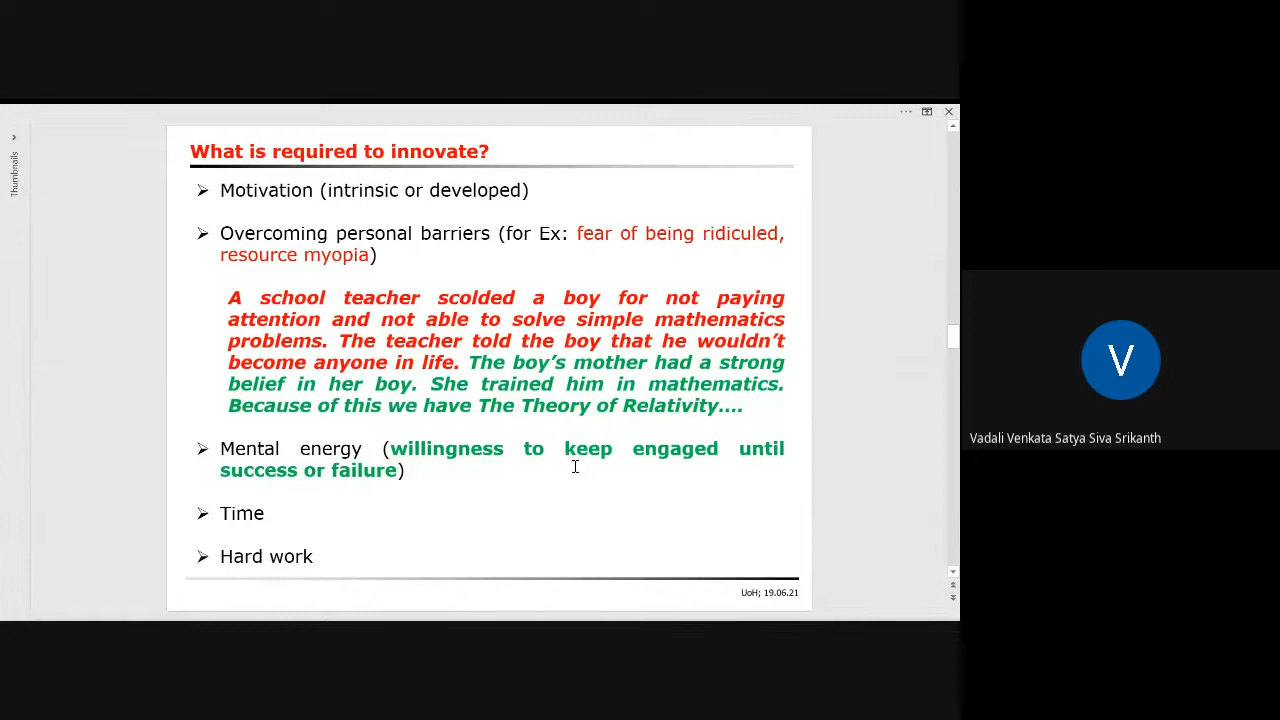 What is required to innovate?
➢ Motivation (intrinsic or developed)
➢ Overcoming personal barriers (for Ex: fear of being ridiculed,
resource myopia)
A school teacher scolded a boy for not paying
attention and not able to solve simple mathematics
problems. The teacher told the boy that he wouldn't
become anyone in life. The boy's mother had a strong
belief in her boy. She trained him in mathematics.
Because of this we have The Theory of Relativity....
➢ Mental energy (willingness to keep engaged until
success or failure)
➢ Time
➢ Hard work
UoH; 19.06.21
Thumbnails
V
Vadali Venkata Satya Siva Srikanth